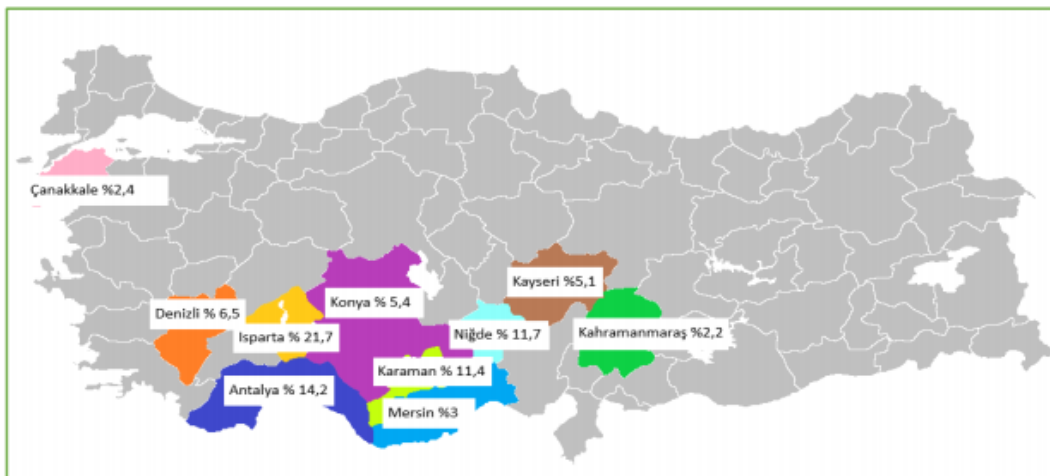 Çanakkale %2,4
Kayseri %5,1
Konya % 5,4
Denizli % 6,5
Isparta % 21,7
Niğde % 11,7
Kahramanmaraş %2,2
Karaman % 11,4
Antalya % 14,2
Mersin %3